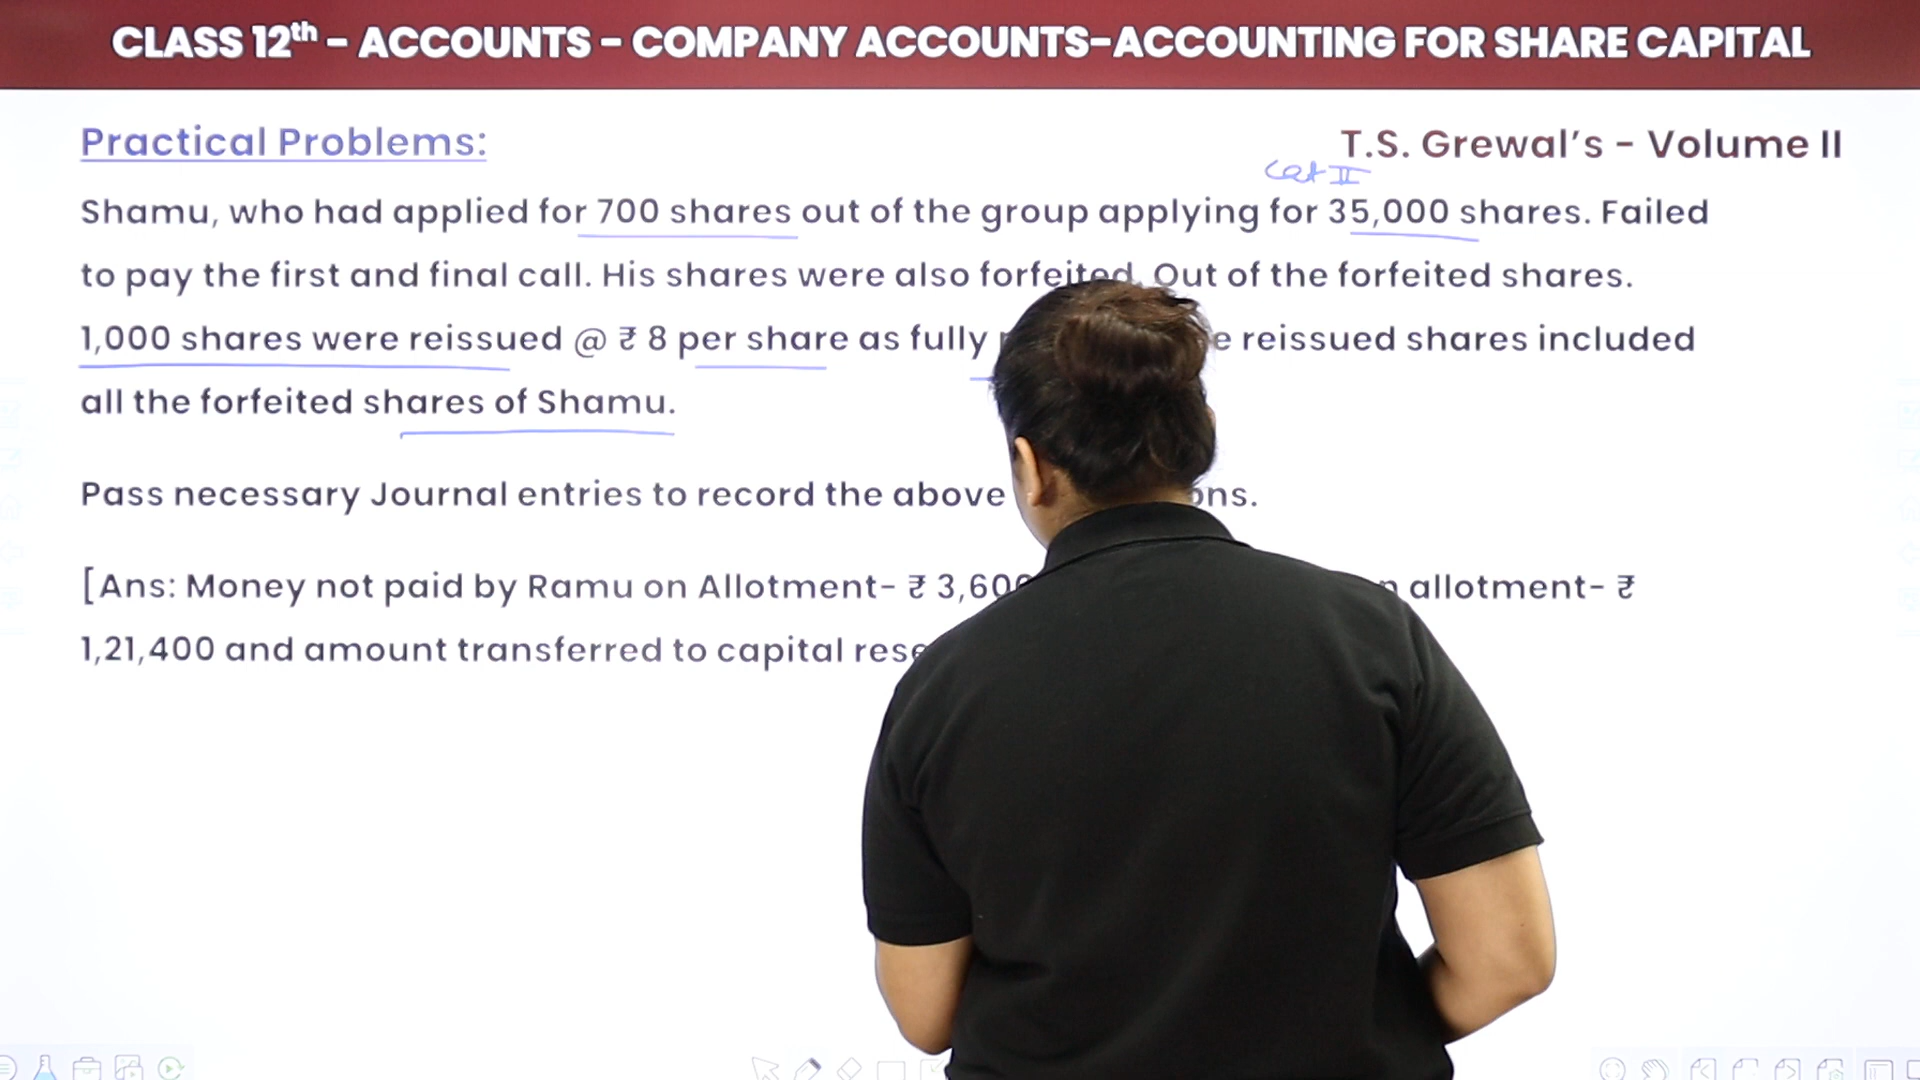 CLASS 12th - ACCOUNTS - COMPANY ACCOUNTS-ACCOUNTING FOR SHARE CAPITAL
Practical Problems:
T.S. Grewal's - Volume II
Cat II
Shamu, who had applied for 700 shares out of the group applying for 35,000 shares. Failed
to pay the first and final call. His shares were also forfeited. Out of the forfeited shares.
1,000 shares were reissued @ ₹ 8 per share as fully reissued shares included
all the forfeited shares of Shamu.
Pass necessary Journal entries to record the above
[Ans: Money not paid by Ramu on Allotment- ₹ 3,600 allotment- ₹
1,21,400 and amount transferred to capital